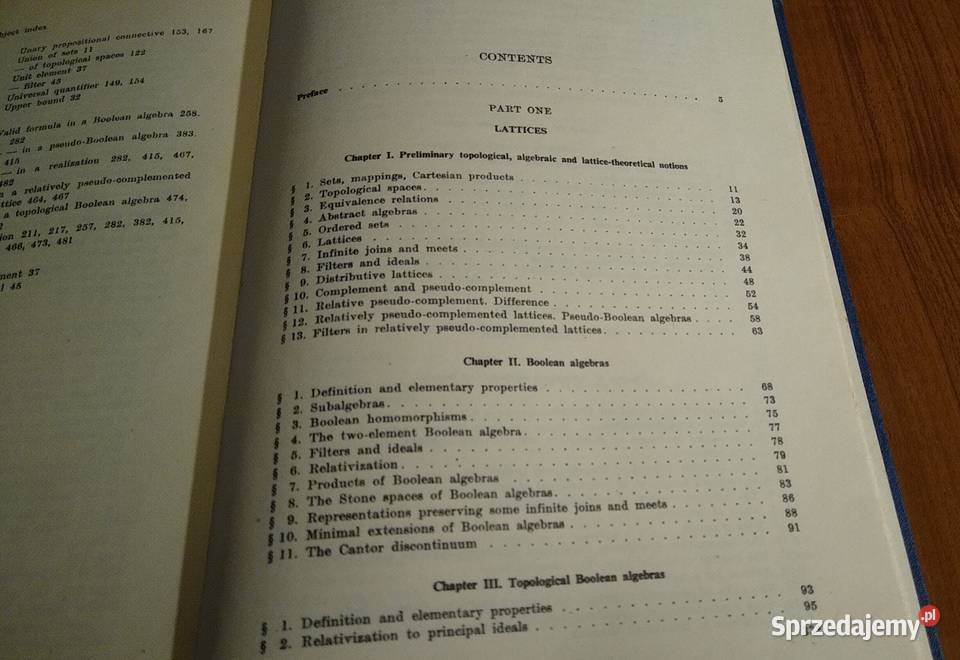 bject index
Unary propositional connective 153, 167
Union of sets 11
— of topological spaces 122
Unit element 37
— filter 45
Universal quantifier 149, 154
Upper bound 32
Valid formula in a Boolean algebra 258.
282
— — in a pseudo-Boolean algebra 383.
415
— — in a realization 282, 415, 467,
482
a relatively pseudo-complemented
ttice 464, 467
a topological Boolean algebra 474,
ion 211, 217, 257, 282, 382, 415,
466, 473, 481
ment 37
45
CONTENTS
Preface 5
PART ONE
LATTICES
Chapter I. Preliminary topological, algebraic and lattice-theoretical notions
§ 1. Sets, mappings, Cartesian products 11
§ 2. Topological spaces 13
§ 3. Equivalence relations 20
§ 4. Abstract algebras 22
§ 5. Ordered sets 32
§ 6. Lattices 34
§ 7. Infinite joins and meets 38
§ 8. Filters and ideals 44
§ 9. Distributive lattices 48
§ 10. Complement and pseudo-complement 52
§ 11. Relative pseudo-complement. Difference 54
§ 12. Relatively pseudo-complemented lattices. Pseudo-Boolean algebras 58
§ 13. Filters in relatively pseudo-complemented lattices 63
Chapter II. Boolean algebras
§ 1. Definition and elementary properties 68
§ 2. Subalgebras 73
§ 3. Boolean homomorphisms 75
§ 4. The two-element Boolean algebra 77
§ 5. Filters and ideals 78
§ 6. Relativization 79
§ 7. Products of Boolean algebras 81
§ 8. The Stone spaces of Boolean algebras 83
§ 9. Representations preserving some infinite joins and meets 86
§ 10. Minimal extensions of Boolean algebras 88
§ 11. The Cantor discontinuum 91
Chapter III. Topological Boolean algebras
§ 1. Definition and elementary properties 93
§ 2. Relativization to principal ideals 95
Sprzedajemy.pl